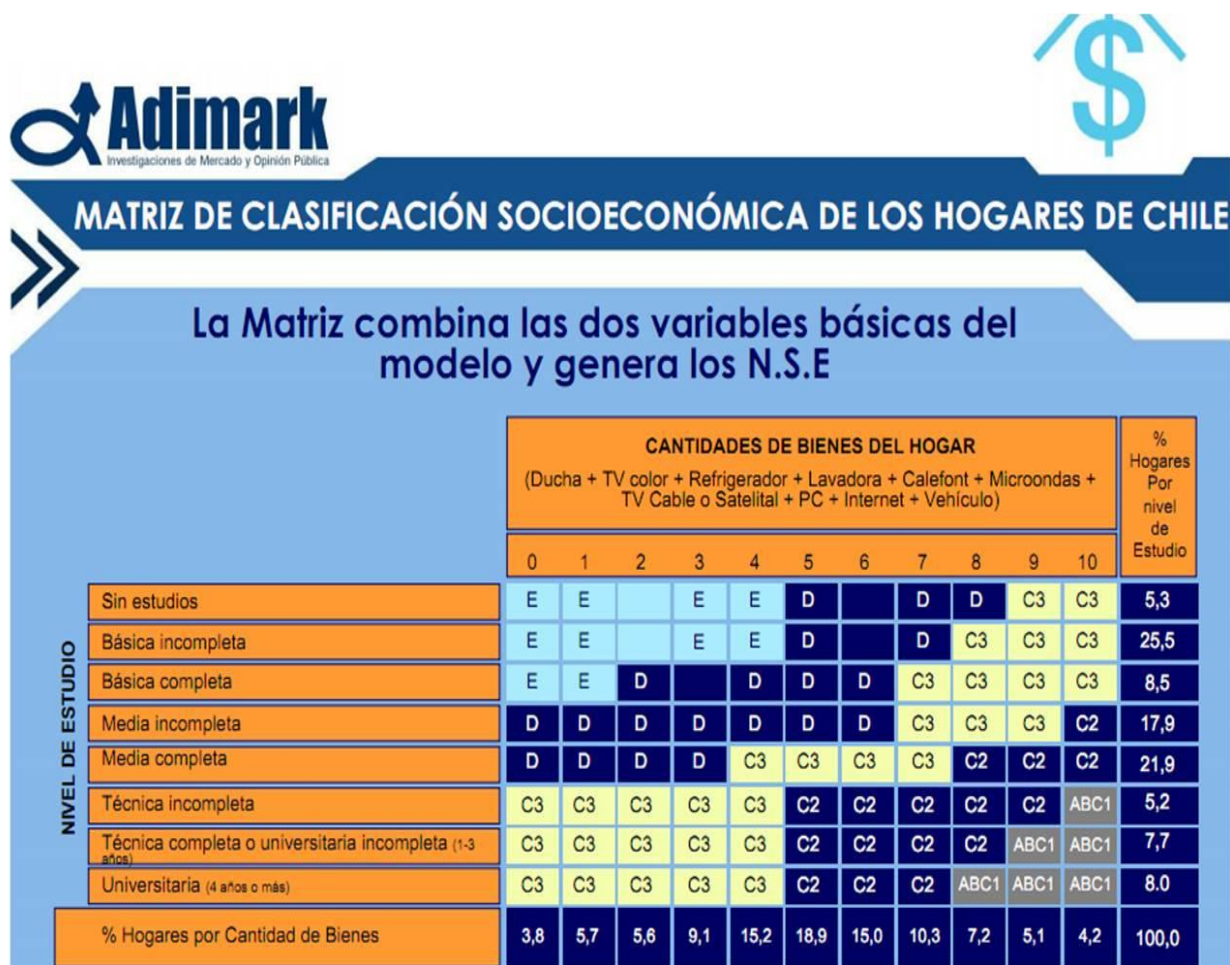 Adimark
Investigaciones de Mercado y Opinión Pública
$
MATRIZ DE CLASIFICACIÓN SOCIOECONÓMICA DE LOS HOGARES DE CHILE
La Matriz combina las dos variables básicas del
modelo y genera los N.S.E
CANTIDADES DE BIENES DEL HOGAR
(Ducha + TV color + Refrigerador + Lavadora + Calefont + Microondas +
TV Cable o Satelital + PC + Internet + Vehículo)
%
Hogares
Por
nivel
de
Estudio
0 1 2 3 4 5 6 7 8 9 10
NIVEL DE ESTUDIO
Sin estudios E E E E D D D C3 C3 5,3
Básica incompleta E E E E D D C3 C3 C3 25,5
Básica completa E E D D D D C3 C3 C3 C3 8,5
Media incompleta D D D D D D D C3 C3 C3 C2 17,9
Media completa D D D D C3 C3 C3 C3 C2 C2 C2 21,9
Técnica incompleta C3 C3 C3 C3 C3 C2 C2 C2 C2 C2 ABC1 5,2
Técnica completa o universitaria incompleta (1-3
años) C3 C3 C3 C3 C3 C2 C2 C2 C2 ABC1 ABC1 7,7
Universitaria (4 años o más) C3 C3 C3 C3 C3 C2 C2 C2 ABC1 ABC1 ABC1 8.0
% Hogares por Cantidad de Bienes 3,8 5,7 5,6 9,1 15,2 18,9 15,0 10,3 7,2 5,1 4,2 100,0